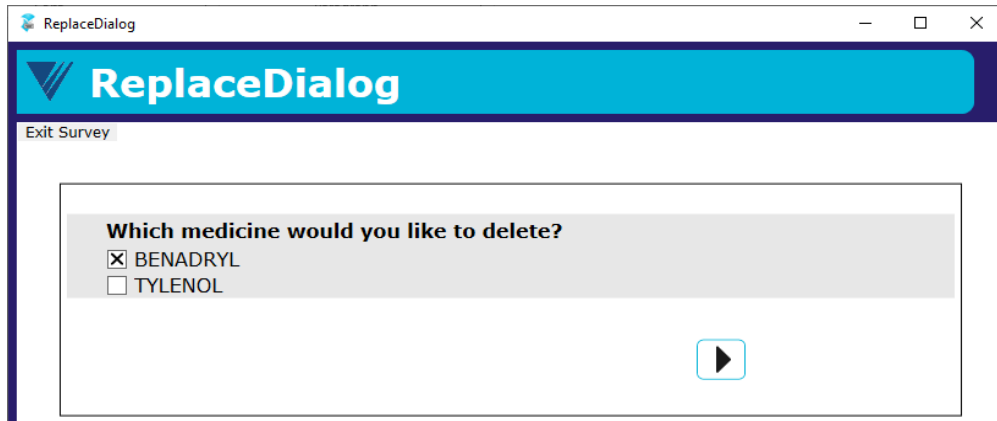 ReplaceDialog
ReplaceDialog
Exit Survey
Which medicine would you like to delete?
BENADRYL
TYLENOL